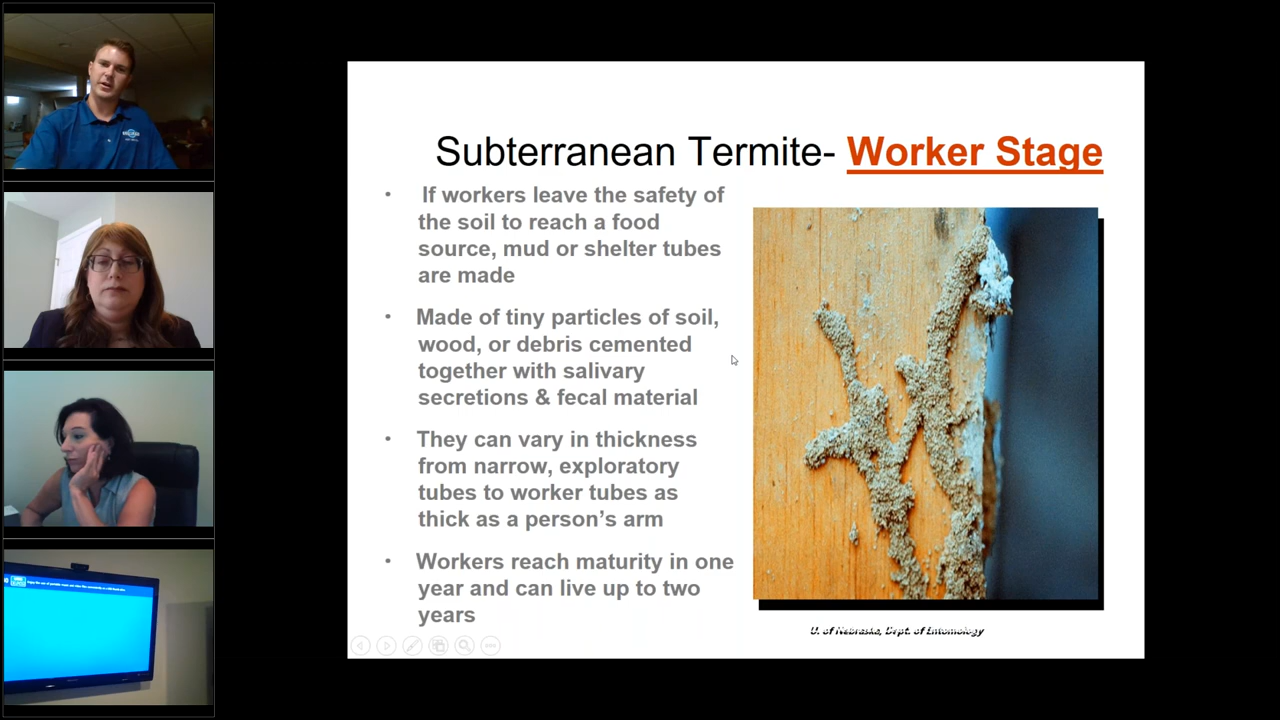 Subterranean Termite- Worker Stage
• If workers leave the safety of
the soil to reach a food
source, mud or shelter tubes
are made
• Made of tiny particles of soil,
wood, or debris cemented
together with salivary
secretions & fecal material
• They can vary in thickness
from narrow, exploratory
tubes to worker tubes as
thick as a person’s arm
• Workers reach maturity in one
year and can live up to two
years
U. of Nebraska, Dept. of Entomology